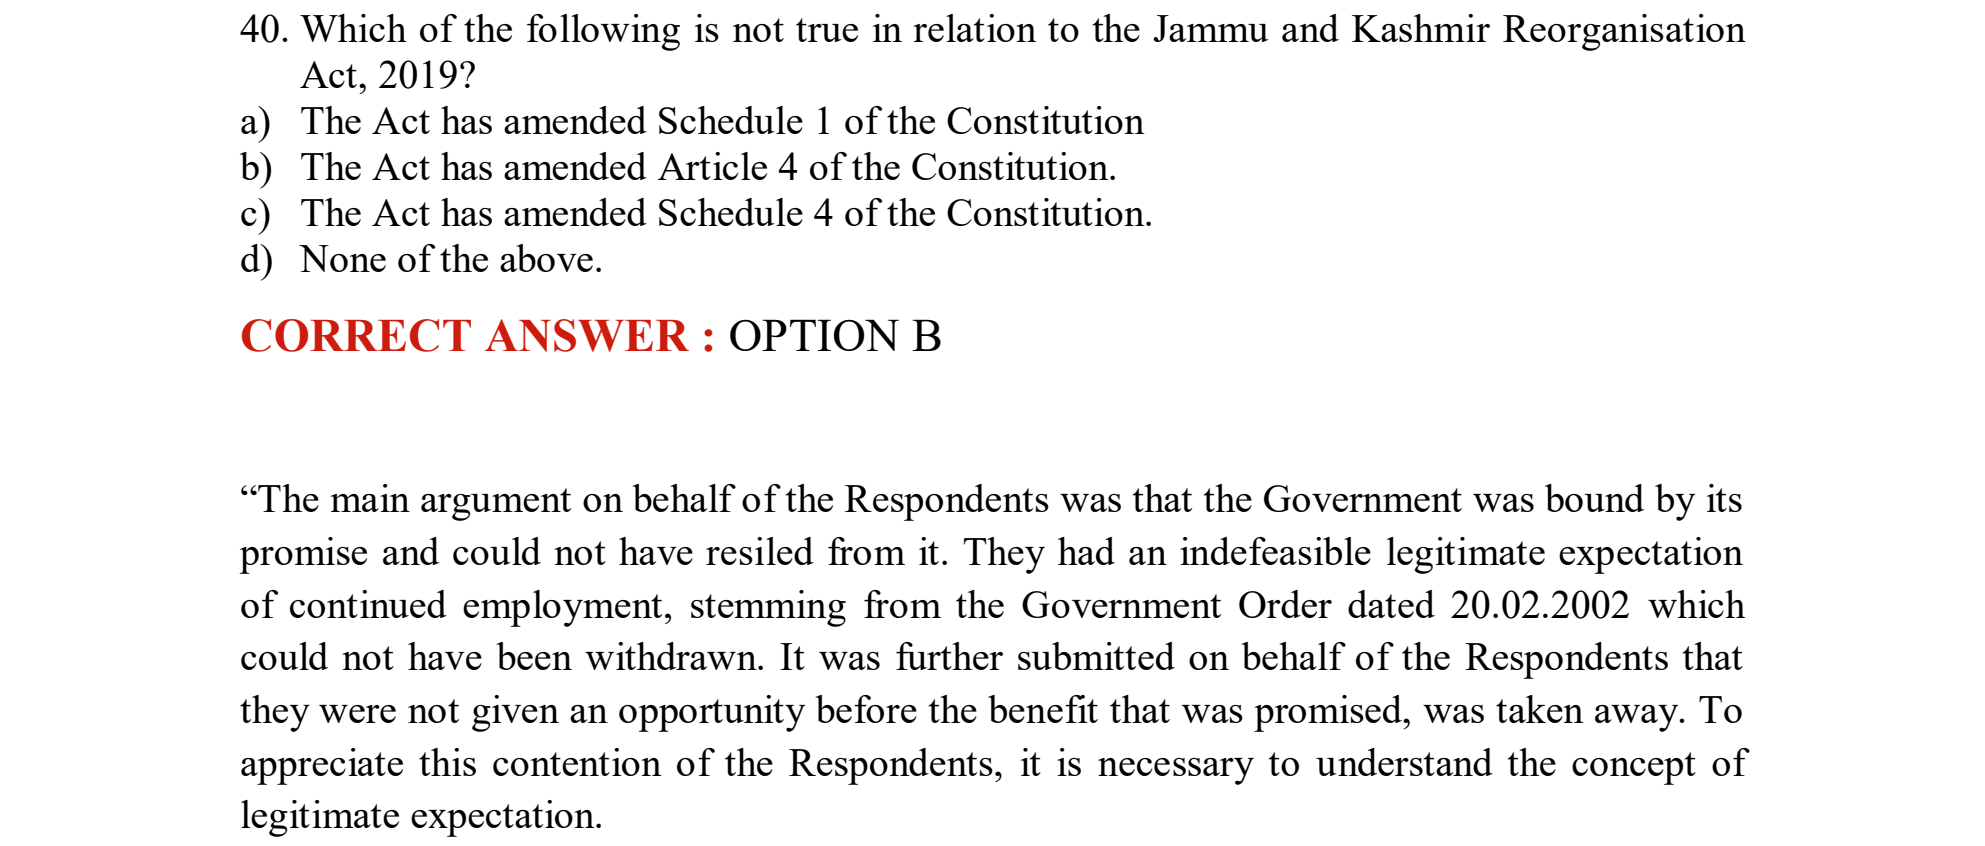 40. Which of the following is not true in relation to the Jammu and Kashmir Reorganisation
Act, 2019?
a) The Act has amended Schedule 1 of the Constitution
b) The Act has amended Article 4 of the Constitution.
c) The Act has amended Schedule 4 of the Constitution.
d) None of the above.
CORRECT ANSWER : OPTION B
“The main argument on behalf of the Respondents was that the Government was bound by its
promise and could not have resiled from it. They had an indefeasible legitimate expectation
of continued employment, stemming from the Government Order dated 20.02.2002 which
could not have been withdrawn. It was further submitted on behalf of the Respondents that
they were not given an opportunity before the benefit that was promised, was taken away. To
appreciate this contention of the Respondents, it is necessary to understand the concept of
legitimate expectation.